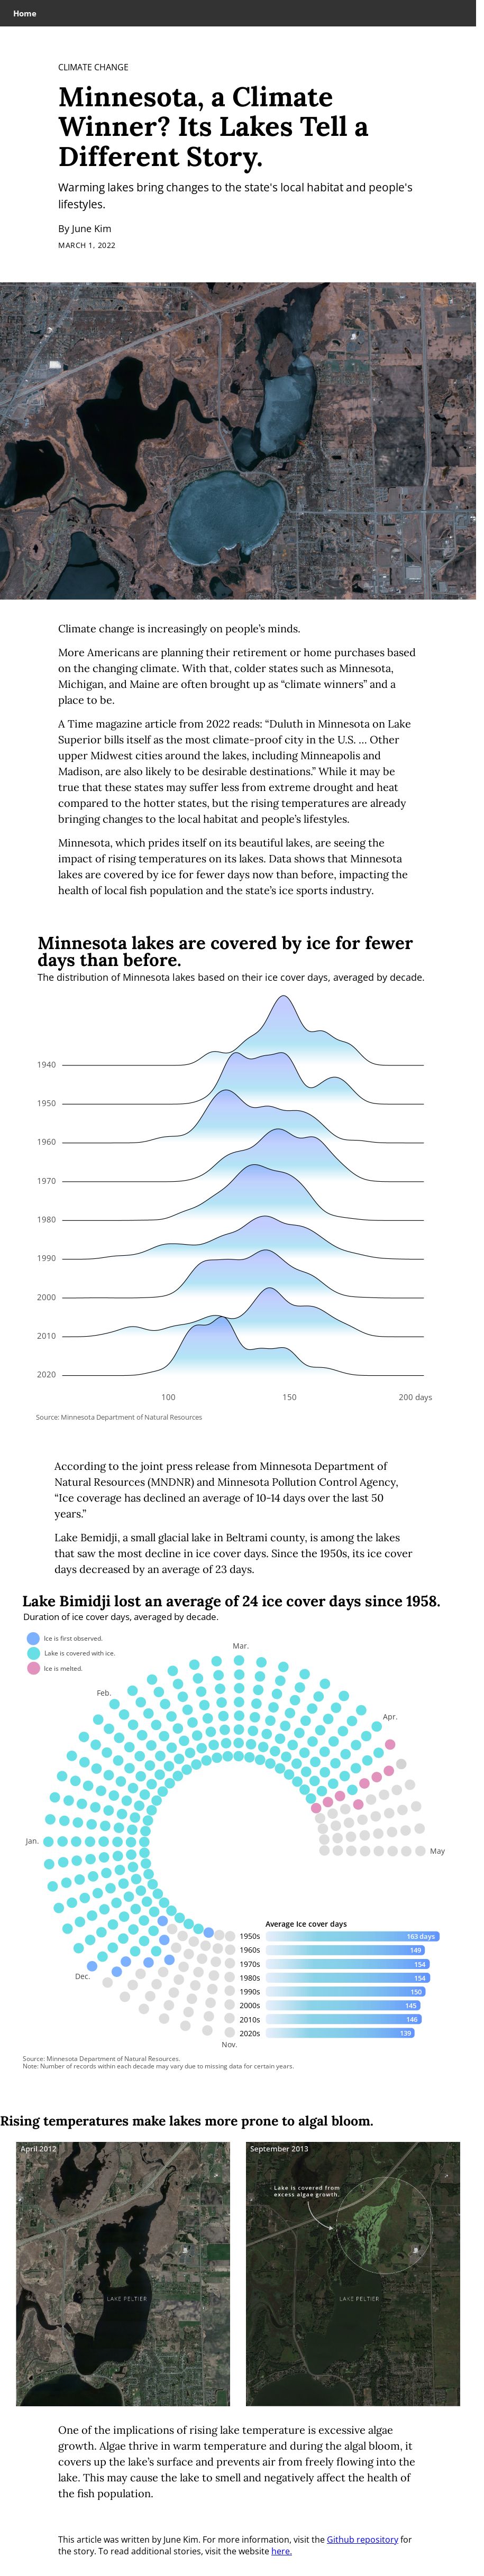 Home
CLIMATE CHANGE
Minnesota, a Climate
Winner? Its Lakes Tell a
Different Story.
Warming lakes bring changes to the state's local habitat and people's
lifestyles.
By June Kim
MARCH 1, 2022
Climate change is increasingly on people’s minds.
More Americans are planning their retirement or home purchases based
on the changing climate. With that, colder states such as Minnesota,
Michigan, and Maine are often brought up as “climate winners” and a
place to be.
A Time magazine article from 2022 reads: “Duluth in Minnesota on Lake
Superior bills itself as the most climate-proof city in the U.S. … Other
upper Midwest cities around the lakes, including Minneapolis and
Madison, are also likely to be desirable destinations.” While it may be
true that these states may suffer less from extreme drought and heat
compared to the hotter states, but the rising temperatures are already
bringing changes to the local habitat and people’s lifestyles.
Minnesota, which prides itself on its beautiful lakes, are seeing the
impact of rising temperatures on its lakes. Data shows that Minnesota
lakes are covered by ice for fewer days now than before, impacting the
health of local fish population and the state’s ice sports industry.
Minnesota lakes are covered by ice for fewer
days than before.
The distribution of Minnesota lakes based on their ice cover days, averaged by decade.
1940
1950
1960
1970
1980
1990
2000
2010
2020
100 150 200 days
Source: Minnesota Department of Natural Resources
According to the joint press release from Minnesota Department of
Natural Resources (MNDNR) and Minnesota Pollution Control Agency,
“Ice coverage has declined an average of 10-14 days over the last 50
years.”
Lake Bemidji, a small glacial lake in Beltrami county, is among the lakes
that saw the most decline in ice cover days. Since the 1950s, its ice cover
days decreased by an average of 23 days.
Lake Bimidji lost an average of 24 ice cover days since 1958.
Duration of ice cover days, averaged by decade.
Ice is first observed.
Lake is covered with ice.
Ice is melted.
Mar.
Feb.
Apr.
Jan.
May
Dec.
Nov.
Average Ice cover days
1950s 163 days
1960s 149
1970s 154
1980s 154
1990s 150
2000s 145
2010s 146
2020s 139
Source: Minnesota Department of Natural Resources.
Note: Number of records within each decade may vary due to missing data for certain years.
Rising temperatures make lakes more prone to algal bloom.
April 2012
LAKE PELTIER
September 2013
Lake is covered from
excess algae growth.
LAKE PELTIER
One of the implications of rising lake temperature is excessive algae
growth. Algae thrive in warm temperature and during the algal bloom, it
covers up the lake’s surface and prevents air from freely flowing into the
lake. This may cause the lake to smell and negatively affect the health of
the fish population.
This article was written by June Kim. For more information, visit the Github repository for
the story. To read additional stories, visit the website here.